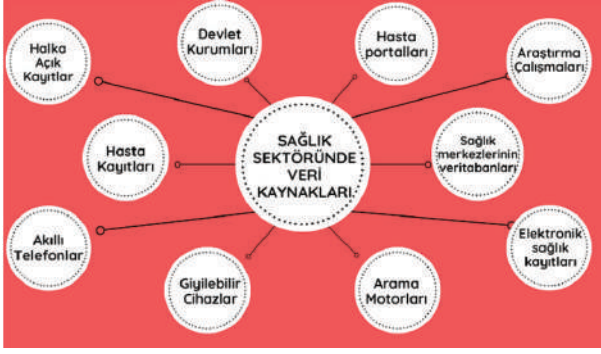 Halka
Açık
Kayıtlar
Devlet
Kurumları
Hasta
portalları
Araştırma
Çalışmaları
Hasta
Kayıtları
SAĞLIK
SEKTÖRÜNDE
VERİ
KAYNAKLARI
Sağlık
merkezlerinin
veritabanları
Akıllı
Telefonlar
Giyilebilir
Cihazlar
Arama
Motorları
Elektronik
sağlık
kayıtları